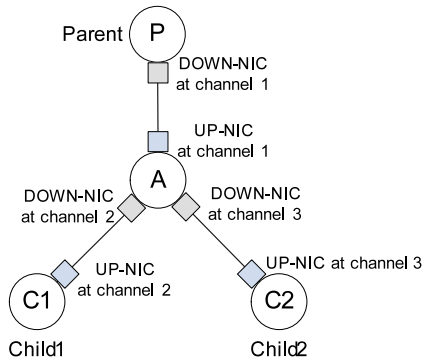 Parent
P
DOWN-NIC
at channel 1
UP-NIC
at channel 1
A
DOWN-NIC
at channel 2
DOWN-NIC
at channel 3
UP-NIC
at channel 2
UP-NIC at channel 3
C1
C2
Child1
Child2